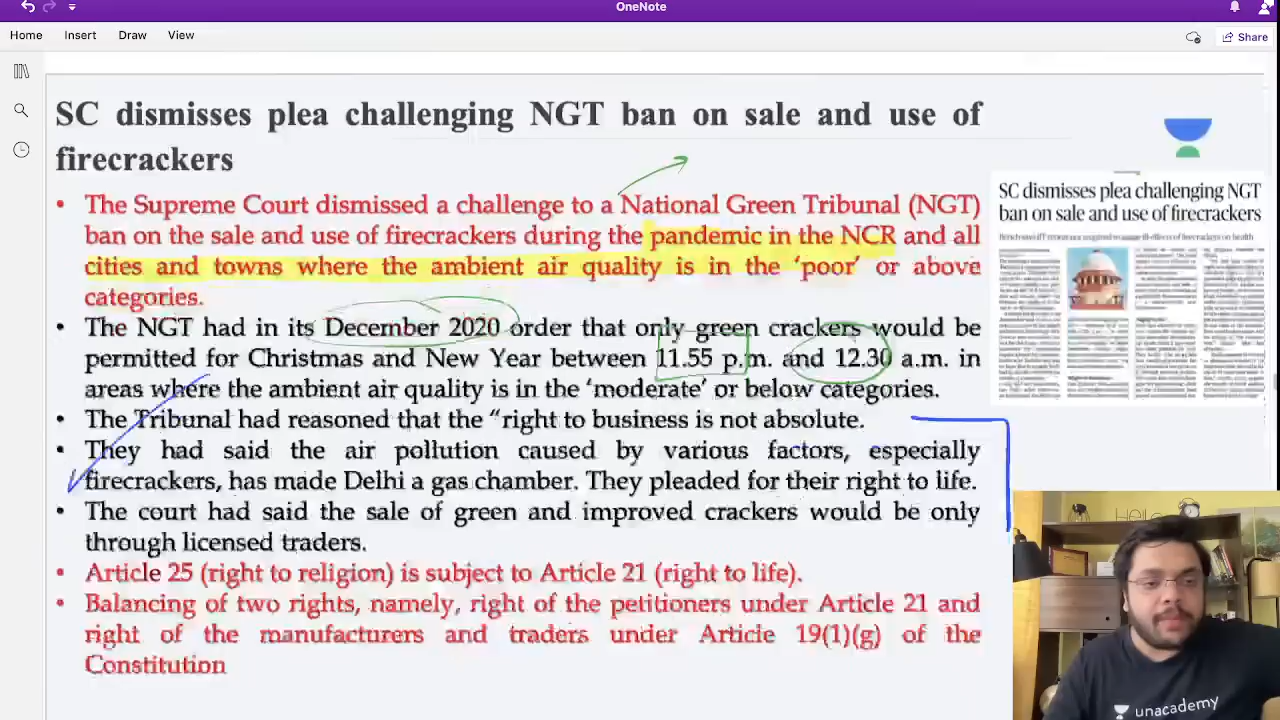 OneNote
Home Insert Draw View
Share
SC dismisses plea challenging NGT ban on sale and use of
firecrackers
• The Supreme Court dismissed a challenge to a National Green Tribunal (NGT)
ban on the sale and use of firecrackers during the pandemic in the NCR and all
cities and towns where the ambient air quality is in the ‘poor’ or above
categories.
• The NGT had in its December 2020 order that only green crackers would be
permitted for Christmas and New Year between 11.55 p.m. and 12.30 a.m. in
areas where the ambient air quality is in the ‘moderate’ or below categories.
• The Tribunal had reasoned that the “right to business is not absolute.
• They had said the air pollution caused by various factors, especially
firecrackers, has made Delhi a gas chamber. They pleaded for their right to life.
• The court had said the sale of green and improved crackers would be only
through licensed traders.
• Article 25 (right to religion) is subject to Article 21 (right to life).
• Balancing of two rights, namely, right of the petitioners under Article 21 and
right of the manufacturers and traders under Article 19(1)(g) of the
Constitution
SC dismisses plea challenging NGT
ban on sale and use of firecrackers
unacademy